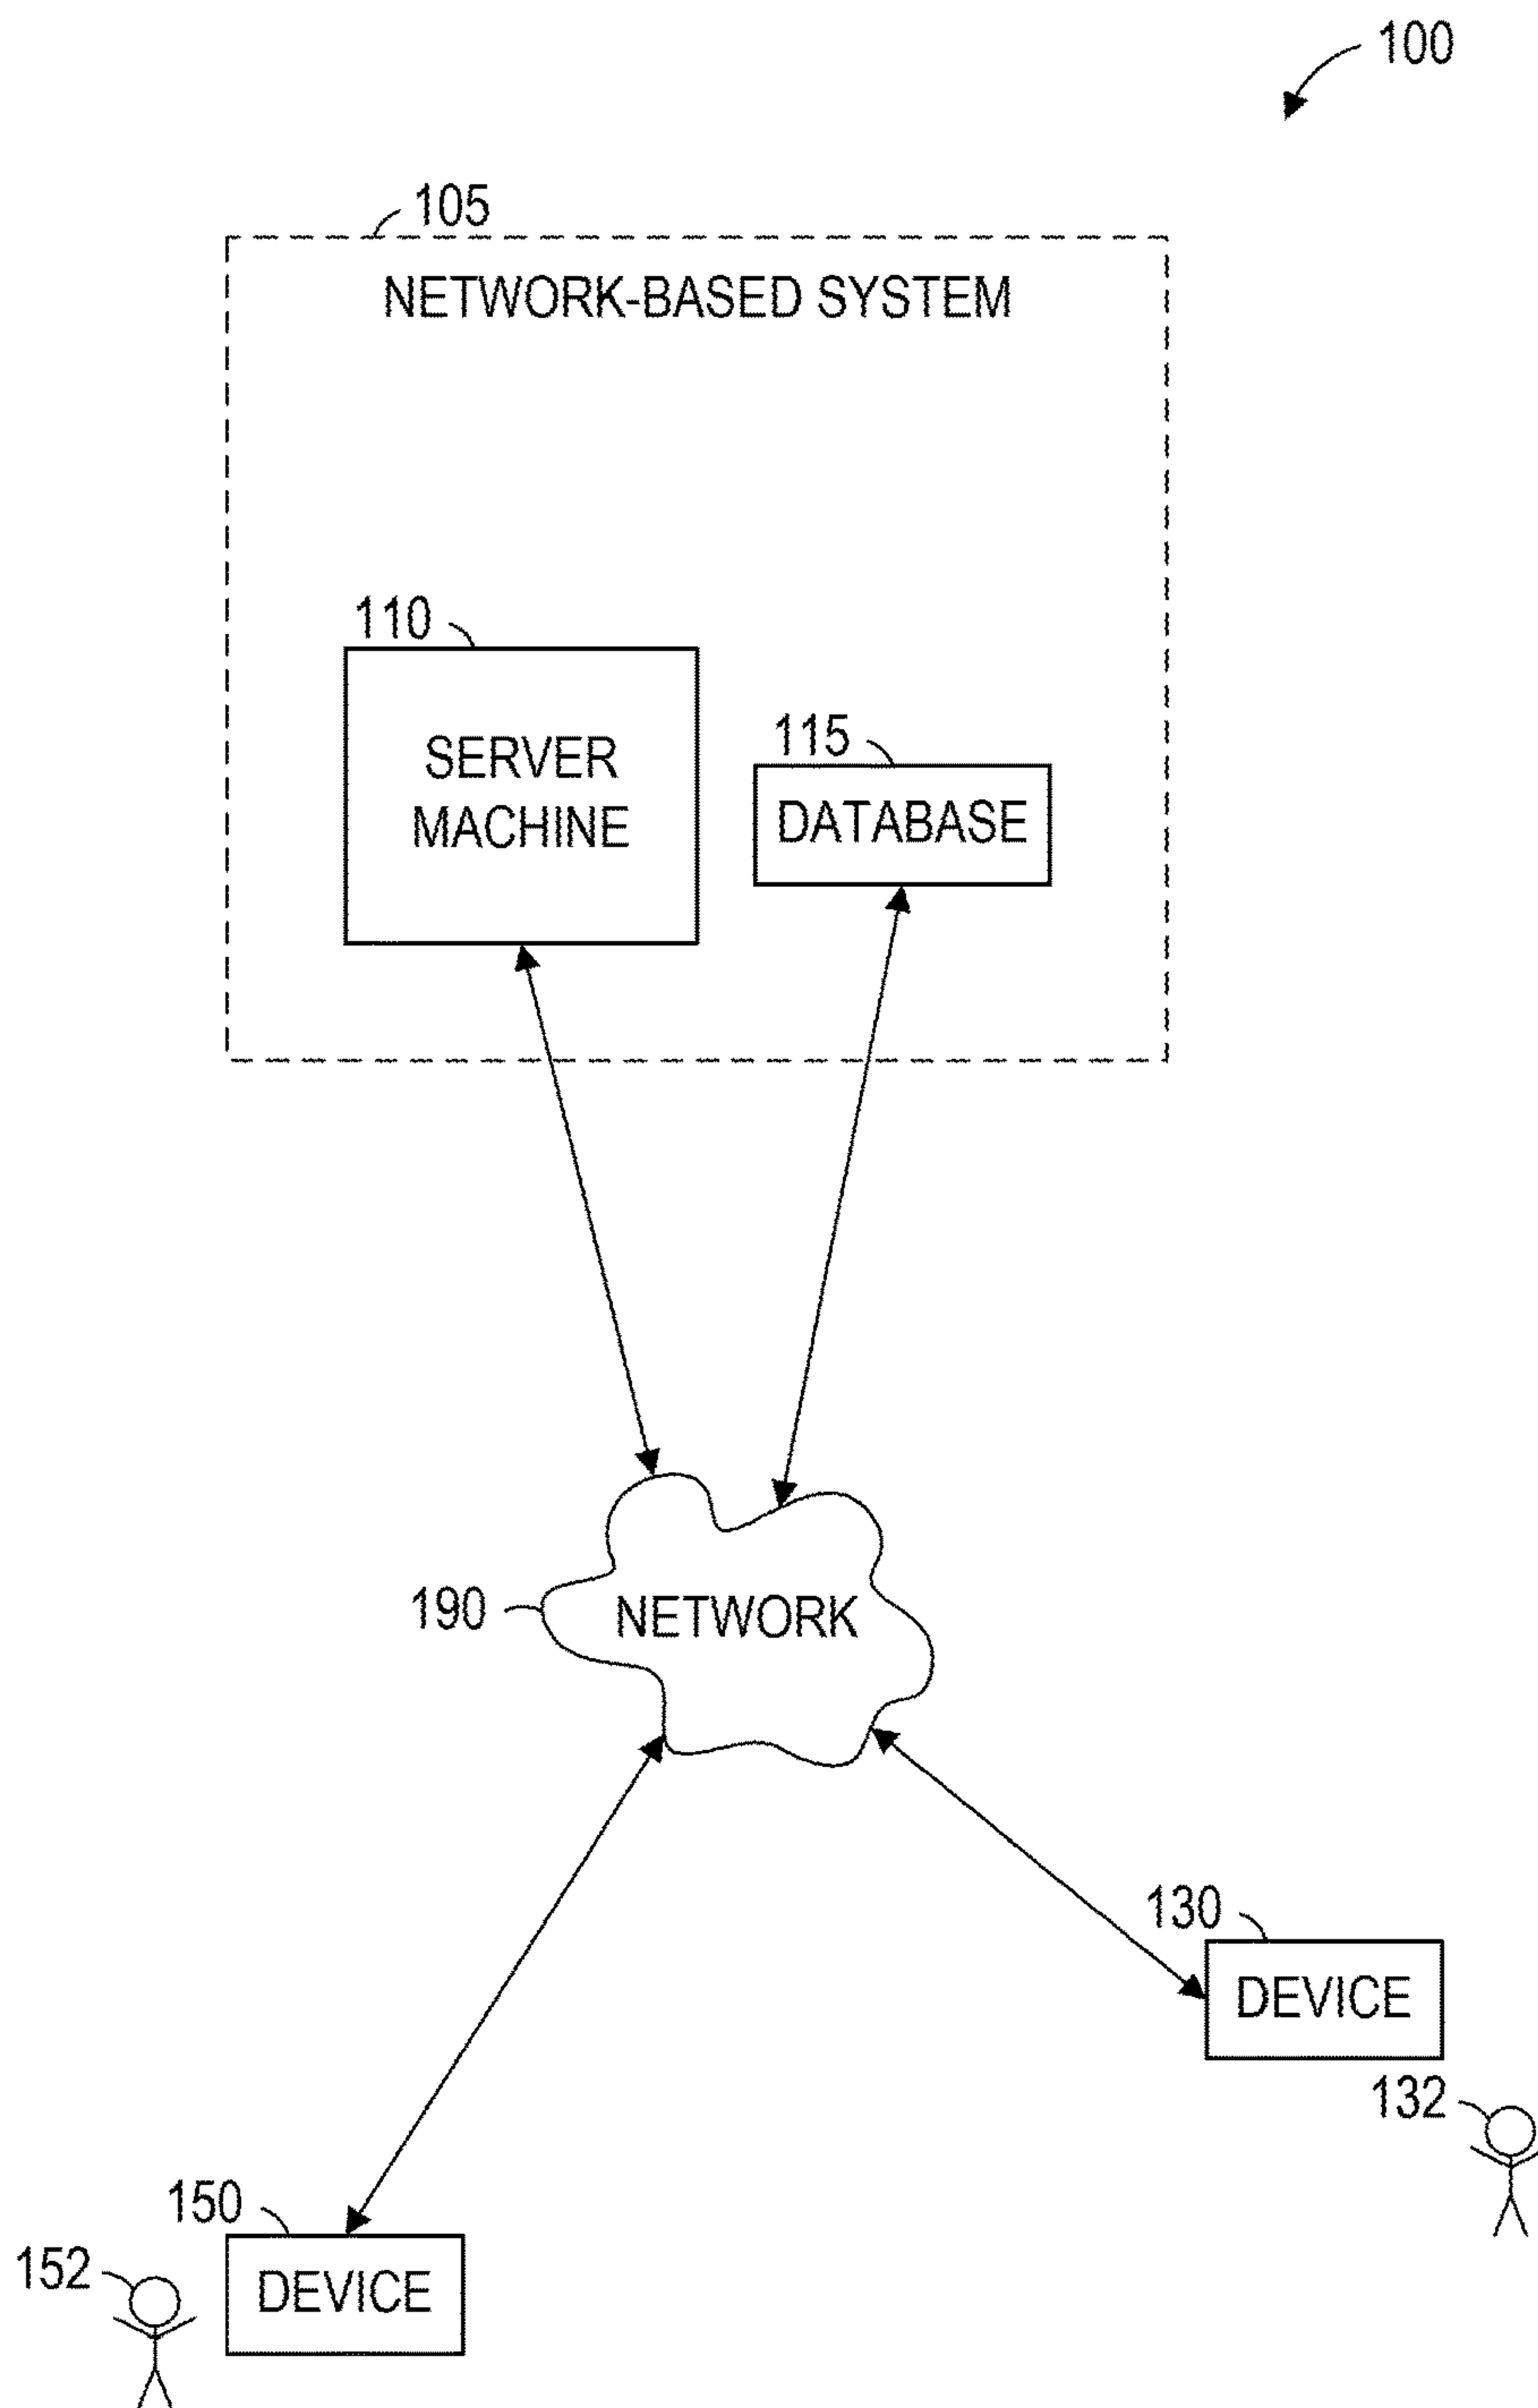 100
105
NETWORK-BASED SYSTEM
110
SERVER
MACHINE
115
DATABASE
190
NETWORK
130
DEVICE
132
150
DEVICE
152